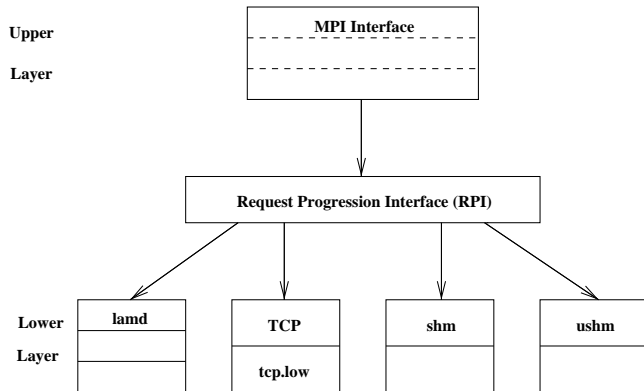 Upper
MPI Interface
Layer
Request Progression Interface (RPI)
Lower
lamd
TCP
shm
ushm
Layer
tcp.low